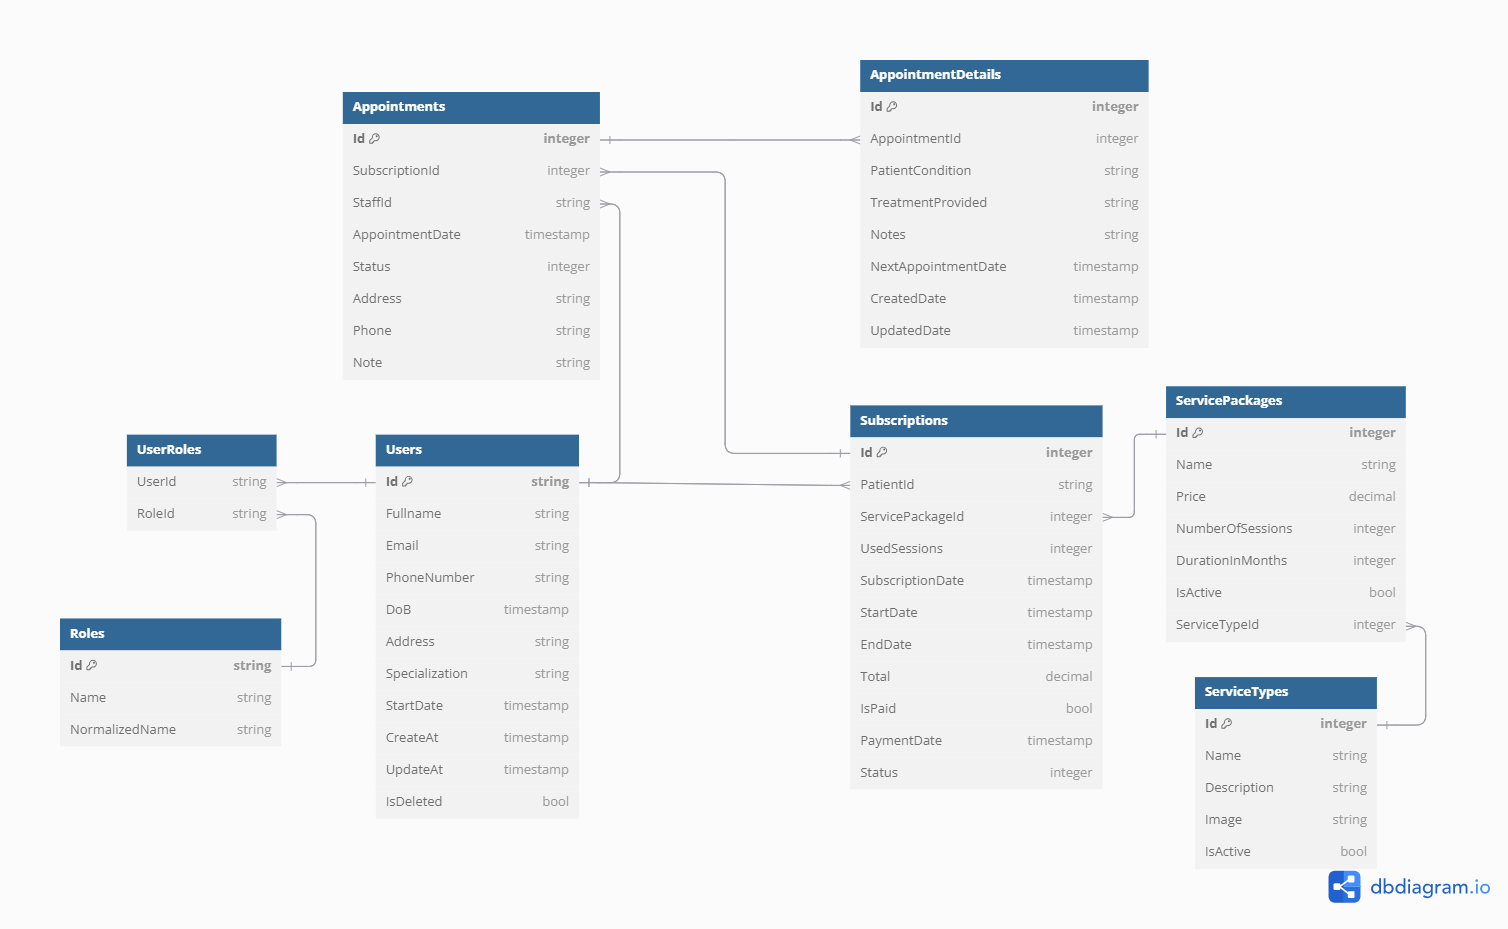 Appointments
Id integer
SubscriptionId integer
StaffId string
AppointmentDate timestamp
Status integer
Address string
Phone string
Note string
AppointmentDetails
Id integer
AppointmentId integer
PatientCondition string
TreatmentProvided string
Notes string
NextAppointmentDate timestamp
CreatedDate timestamp
UpdatedDate timestamp
UserRoles
UserId string
RoleId string
Users
Id string
Fullname string
Email string
PhoneNumber string
DoB timestamp
Address string
Specialization string
StartDate timestamp
CreateAt timestamp
UpdateAt timestamp
IsDeleted bool
Roles
Id string
Name string
NormalizedName string
Subscriptions
Id integer
PatientId string
ServicePackageId integer
UsedSessions integer
SubscriptionDate timestamp
StartDate timestamp
EndDate timestamp
Total decimal
IsPaid bool
PaymentDate timestamp
Status integer
ServicePackages
Id integer
Name string
Price decimal
NumberOfSessions integer
DurationInMonths integer
IsActive bool
ServiceTypeId integer
ServiceTypes
Id integer
Name string
Description string
Image string
IsActive bool
dbdiagram.io